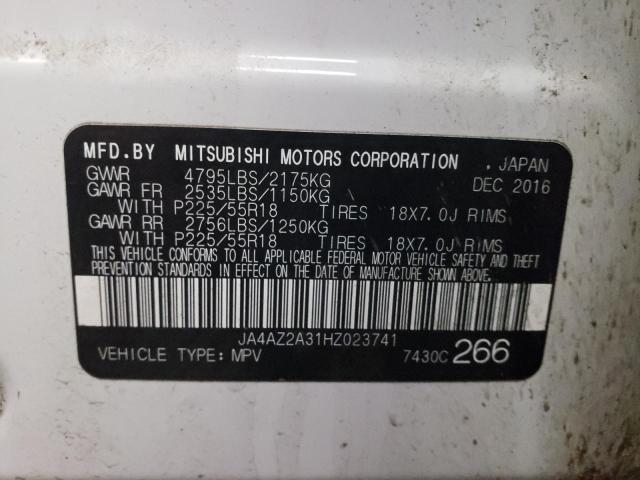 MFD.BY MITSUBISHI MOTORS CORPORATION . JAPAN
GWWR 4795LBS/2175KG DEC 2016
GAWR FR 2535LBS/1150KG
WITH P225/55R18 TIRES 18X7.0J RIMS
GAWR RR 2756LBS/1250KG
WITH P225/55R18 TIRES 18X7.0J RIMS
THIS VEHICLE CONFORMS TO ALL APPLICABLE FEDERAL MOTOR VEHICLE SAFETY AND THEFT
PREVENTION STANDARDS IN EFFECT ON THE DATE OF MANUFACTURE SHOWN ABOVE.
JA4AZ2A31HZ023741
VEHICLE TYPE: MPV 7430C 266